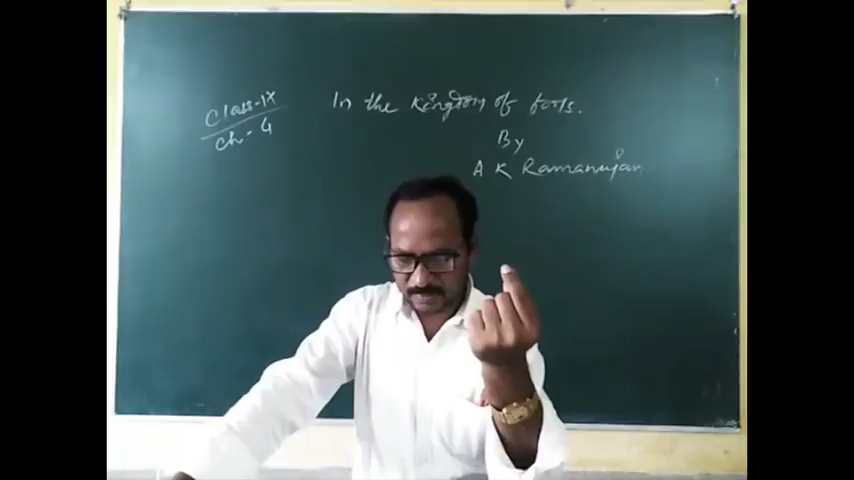 Class-IX
Ch-4
In the Kingdom of fools.
By
A K Ramanujan